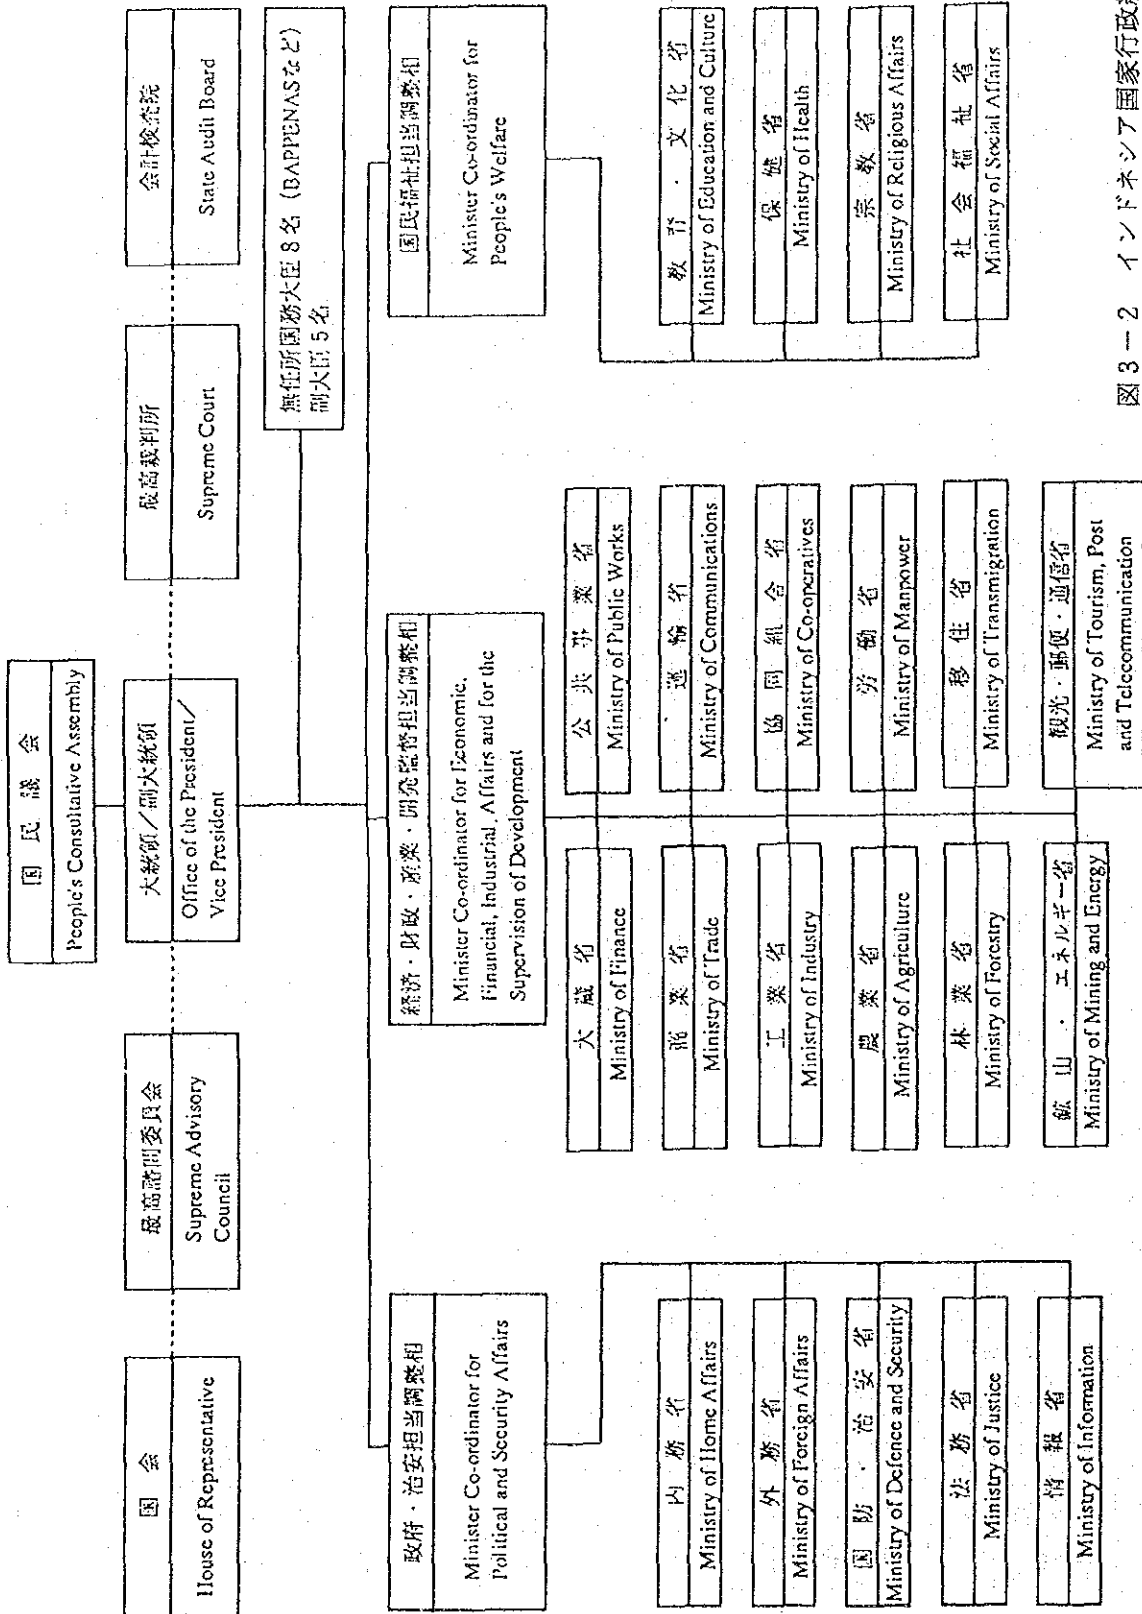 国民議会
People's Consultative Assembly
国会
House of Representative
最高諮問委員会
Supreme Advisory
Council
大統領／副大統領
Office of the President/
Vice President
最高裁判所
Supreme Court
会計検査院
State Audit Board
無任所国務大臣8名 (BAPPENASなど)
副大臣5名
政府・治安担当調整相
Minister Co-ordinator for
Political and Security Affairs
経済・財政・産業・開発監督担当調整相
Minister Co-ordinator for Economic,
Financial, Industrial, Affairs and for the
Supervision of Development
国民福祉担当調整相
Minister Co-ordinator for
People's Welfare
内務省
Ministry of Home Affairs
外務省
Ministry of Foreign Affairs
国防・治安省
Ministry of Defence and Security
法務省
Ministry of Justice
情報省
Ministry of Information
大蔵省
Ministry of Finance
商業省
Ministry of Trade
工業省
Ministry of Industry
農業省
Ministry of Agriculture
林業省
Ministry of Forestry
鉱山・エネルギー省
Ministry of Mining and Energy
公共事業省
Ministry of Public Works
運輸省
Ministry of Communications
協同組合省
Ministry of Co-operatives
労働省
Ministry of Manpower
移住省
Ministry of Transmigration
観光・郵便・通信省
Ministry of Tourism, Post
and Telecommunication
教育・文化省
Ministry of Education and Culture
保健省
Ministry of Health
宗教省
Ministry of Religious Affairs
社会福祉省
Ministry of Social Affairs
図3－2 インドネシア国家行政